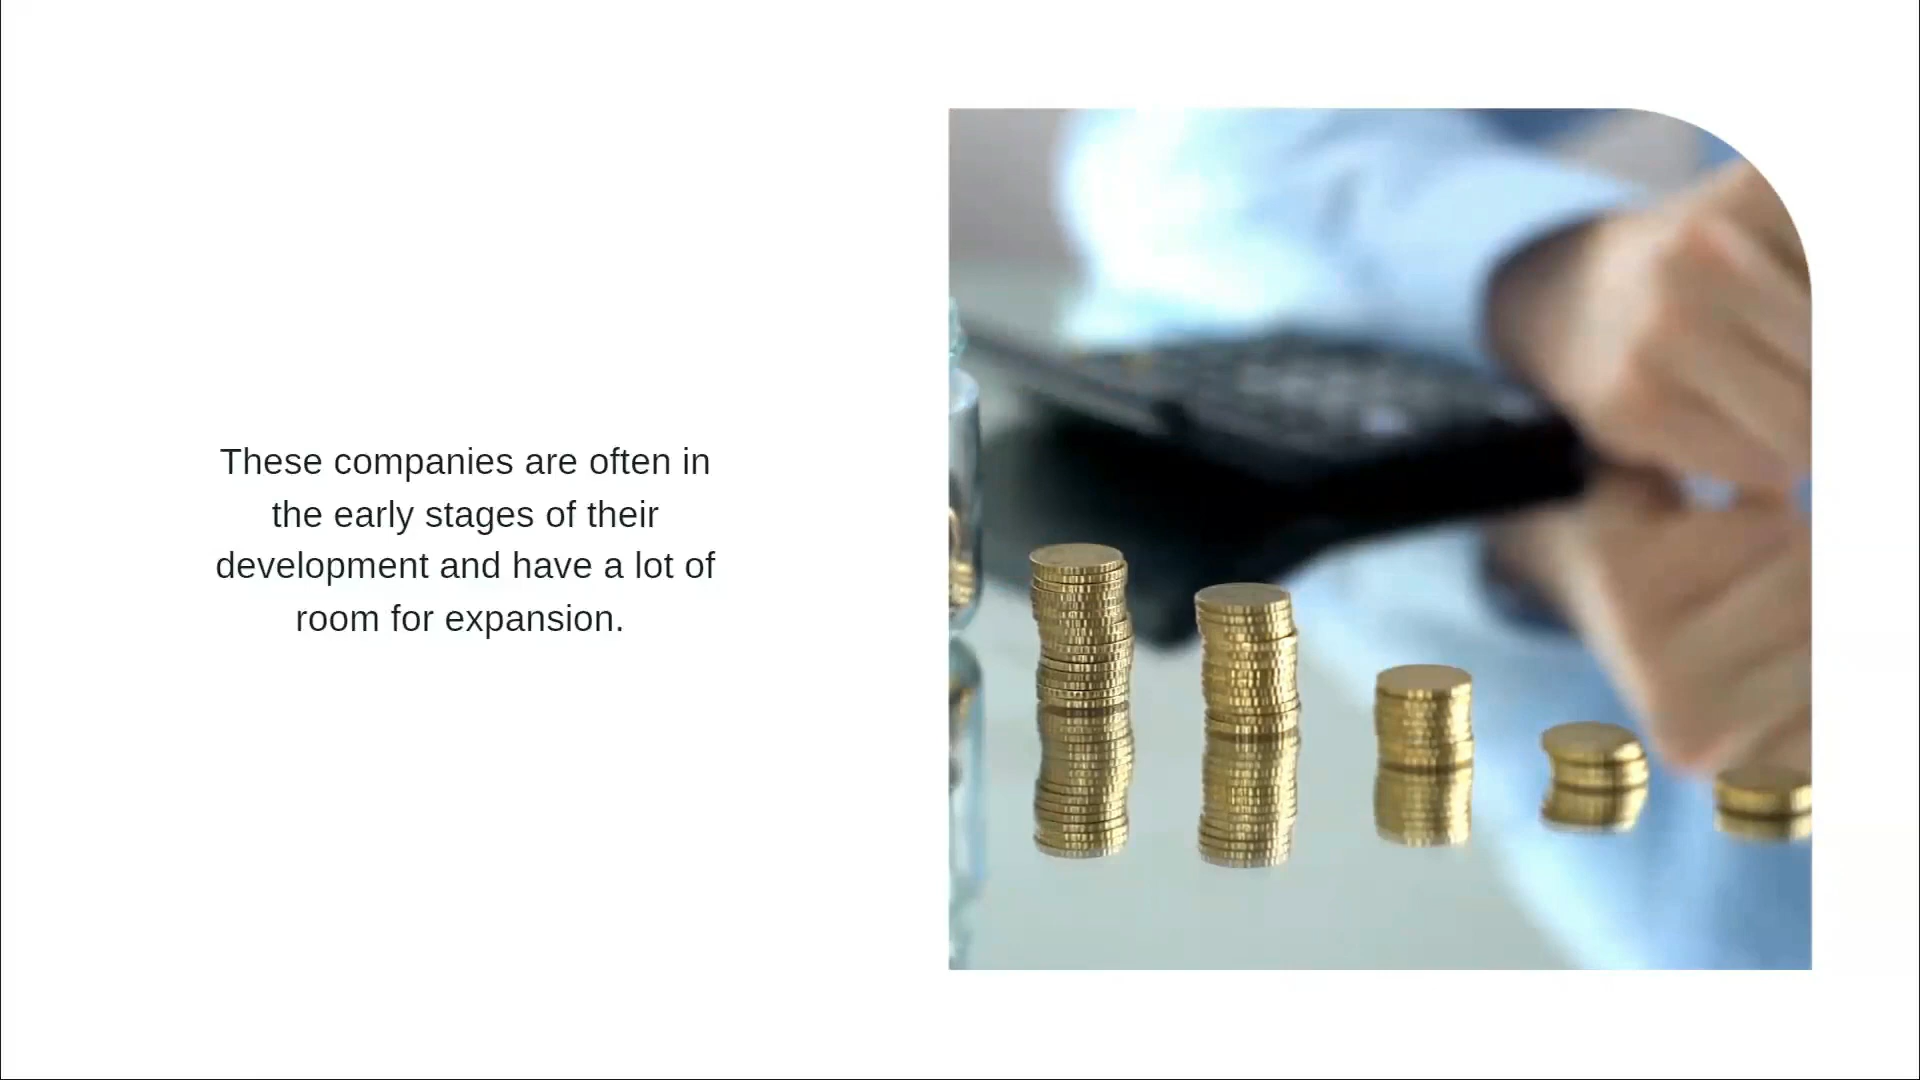 These companies are often in
the early stages of their
development and have a lot of
room for expansion.